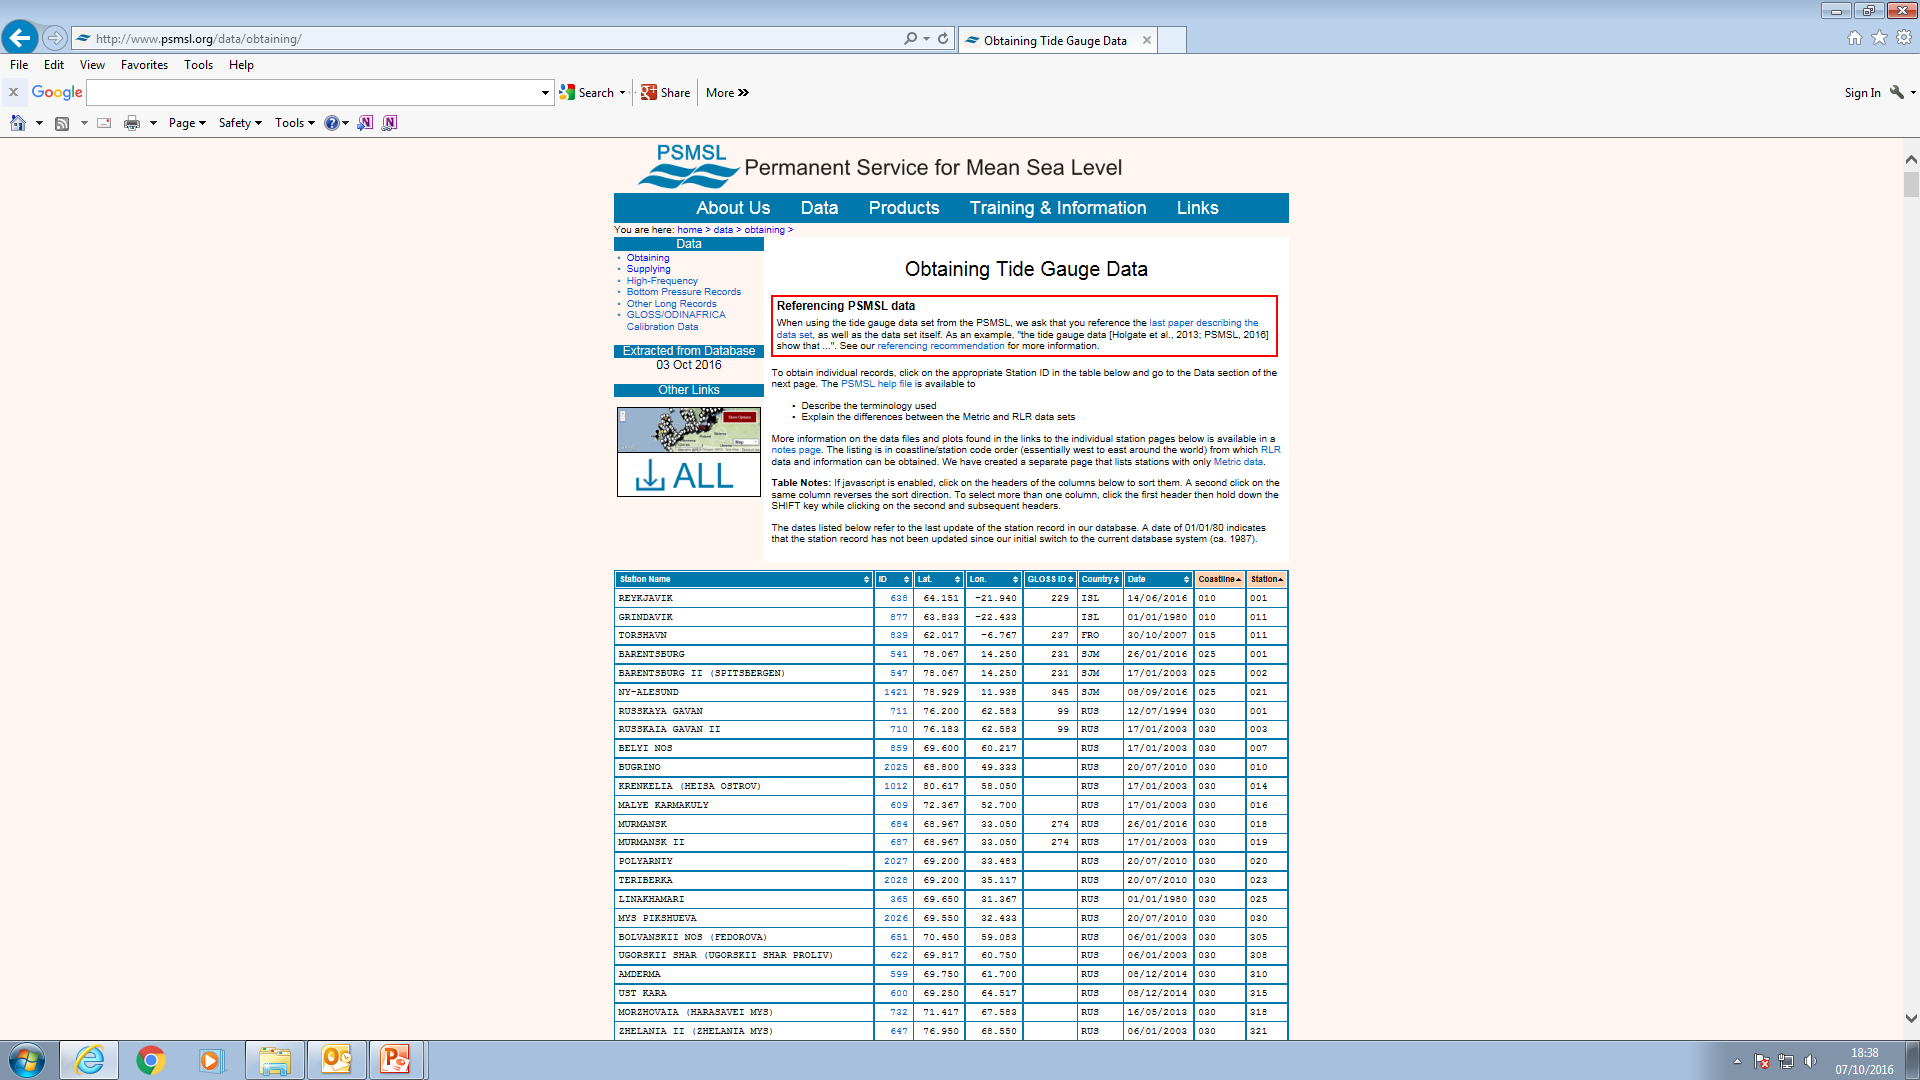 http://www.psmsl.org/data/obtaining/
Obtaining Tide Gauge Data
File Edit View Favorites Tools Help
x Google Search Share More »
Sign In
Page Safety Tools
PSMSL Permanent Service for Mean Sea Level
About Us Data Products Training & Information Links
You are here: home > data > obtaining >
Data
Obtaining
Supplying
High-Frequency
Bottom Pressure Records
Other Long Records
GLOSS/ODINAFRICA
Calibration Data
Extracted from Database
03 Oct 2016
Other Links
ALL
Obtaining Tide Gauge Data
Referencing PSMSL data
When using the tide gauge data set from the PSMSL, we ask that you reference the last paper describing the
data set, as well as the data set itself. As an example, "the tide gauge data [Holgate et al., 2013; PSMSL, 2016]
show that ...". See our referencing recommendation for more information.
To obtain individual records, click on the appropriate Station ID in the table below and go to the Data section of the
next page. The PSMSL help file is available to
• Describe the terminology used
• Explain the differences between the Metric and RLR data sets
More information on the data files and plots found in the links to the individual station pages below is available in a
notes page. The listing is in coastline/station code order (essentially west to east around the world) from which RLR
data and information can be obtained. We have created a separate page that lists stations with only Metric data.
Table Notes: If javascript is enabled, click on the headers of the columns below to sort them. A second click on the
same column reverses the sort direction. To select more than one column, click the first header then hold down the
SHIFT key while clicking on the second and subsequent headers.
The dates listed below refer to the last update of the station record in our database. A date of 01/01/80 indicates
that the station record has not been updated since our initial switch to the current database system (ca. 1987).
Station Name ID Lat. Lon. GLOSS ID Country Date Coastline Station
REYKJAVIK 638 64.151 -21.940 229 ISL 14/06/2016 010 001
GRINDAVIK 877 63.833 -22.433 ISL 01/01/1980 010 011
TORSHAVN 839 62.017 -6.767 237 FRO 30/10/2007 015 011
BARENTSBURG 541 78.067 14.250 231 SJM 26/01/2016 025 001
BARENTSBURG II (SPITSBERGEN) 547 78.067 14.250 231 SJM 17/01/2003 025 002
NY-ALESUND 1421 78.929 11.938 345 SJM 08/09/2016 025 021
RUSSKAYA GAVAN 711 76.200 62.583 99 RUS 12/07/1994 030 001
RUSSKAIA GAVAN II 710 76.183 62.583 99 RUS 17/01/2003 030 003
BELYI NOS 859 69.600 60.217 RUS 17/01/2003 030 007
BUGRINO 2025 68.800 49.333 RUS 20/07/2010 030 010
KRENKELIA (HEISA OSTROV) 1012 80.617 58.050 RUS 17/01/2003 030 014
MALYE KARMAKULY 609 72.367 52.700 RUS 17/01/2003 030 016
MURMANSK 684 68.967 33.050 274 RUS 26/01/2016 030 018
MURMANSK II 687 68.967 33.050 274 RUS 17/01/2003 030 019
POLYARNIY 2027 69.200 33.483 RUS 20/07/2010 030 020
TERIBERKA 2028 69.200 35.117 RUS 20/07/2010 030 023
LINAKHAMARI 365 69.650 31.367 RUS 01/01/1980 030 025
MYS PIKSHUEVA 2026 69.550 32.433 RUS 20/07/2010 030 030
BOLVANSKII NOS (FEDOROVA) 651 70.450 59.083 RUS 06/01/2003 030 305
UGORSKII SHAR (UGORSKII SHAR PROLIV) 622 69.817 60.750 RUS 06/01/2003 030 308
AMDERMA 599 69.750 61.700 RUS 08/12/2014 030 310
UST KARA 600 69.250 64.517 RUS 08/12/2014 030 315
MORZHOVAIA (HARASAVEI MYS) 732 71.417 67.583 RUS 16/05/2013 030 318
ZHELANIA II (ZHELANIA MYS) 647 76.950 68.550 RUS 06/01/2003 030 321
18:38
07/10/2016